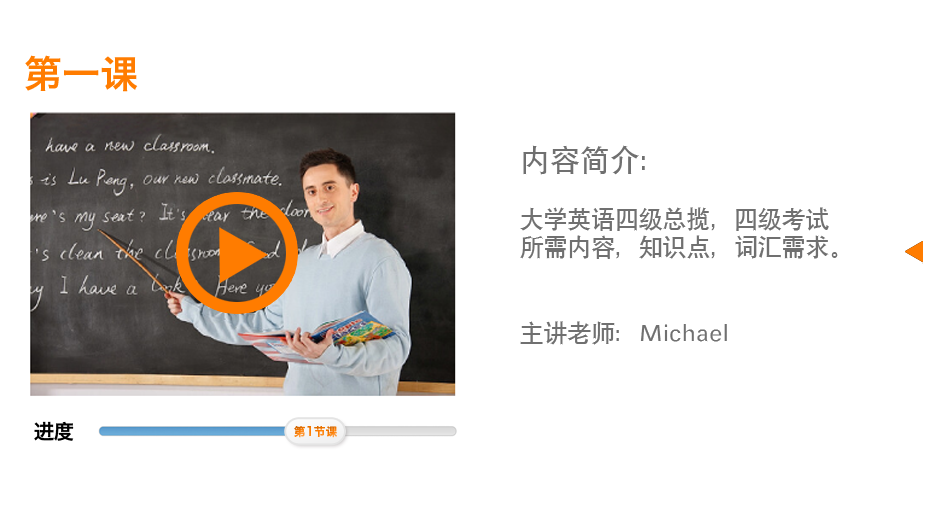 第一课
have a new classroom.
is Lu Peng, our new classmate.
my seat? It's near the door
's clean the classroom. Good
I have a look Here
内容简介:
大学英语四级总揽，四级考试
所需内容，知识点，词汇需求。
主讲老师: Michael
进度
第1节课